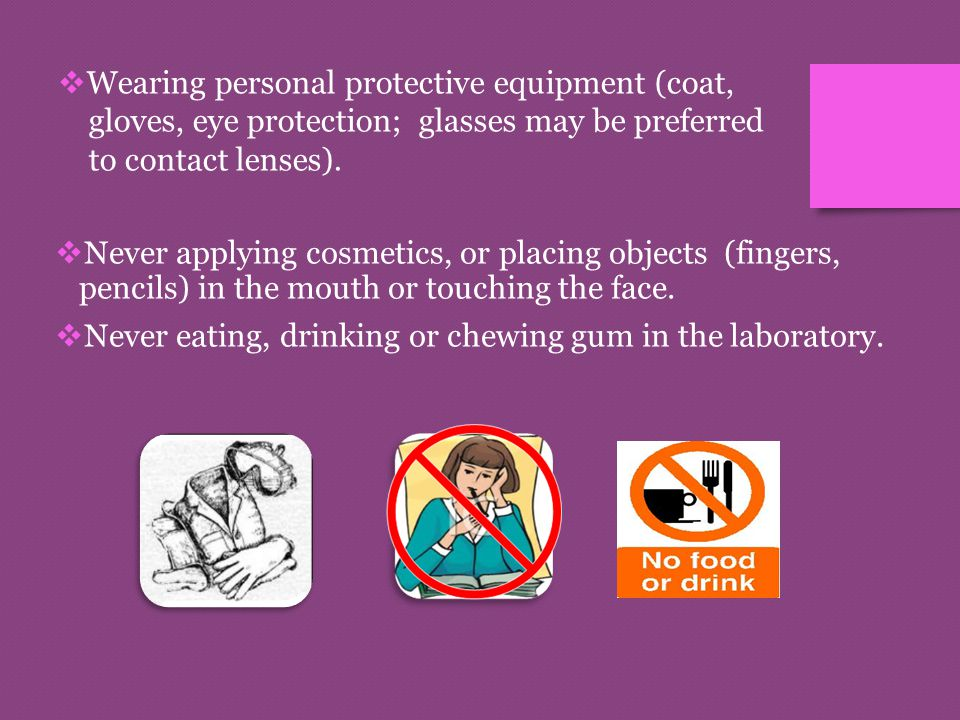 ❖Wearing personal protective equipment (coat,
gloves, eye protection;  glasses may be preferred
to contact lenses).
❖Never applying cosmetics, or placing objects  (fingers,
pencils) in the mouth or touching the face.
❖Never eating, drinking or chewing gum in the laboratory.
No food
or drink